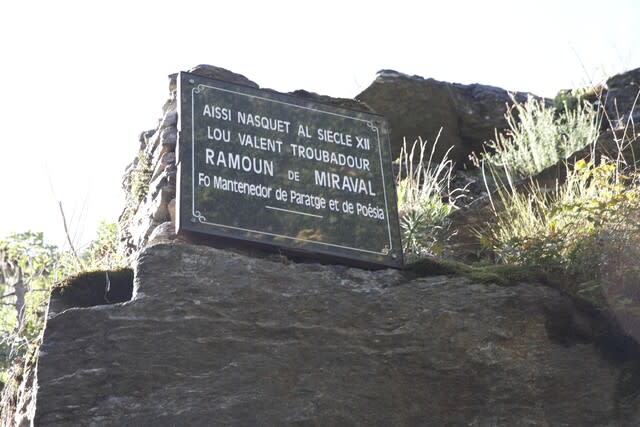 AISSI NASQUET AL SIECLE XII
LOU VALENT TROUBADOUR
RAMOUN DE MIRAVAL
Fo Mantenedor de Paratge et de Poësia